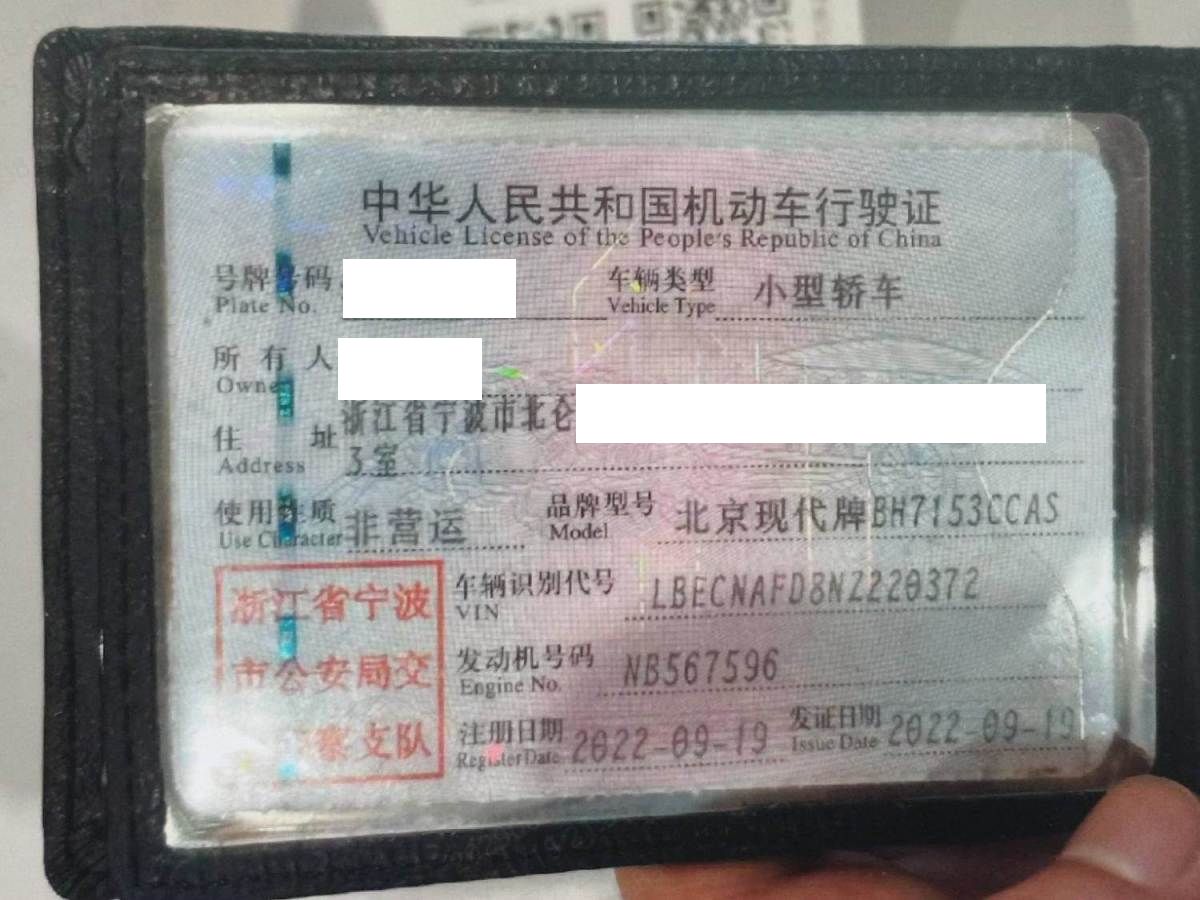 中华人民共和国机动车行驶证
Vehicle License of the People's Republic of China
号牌号码 车辆类型 小型轿车
Plate No. Vehicle Type
所有人
Owner
住址 浙江省宁波市北仑
Address 3室
使用性质 非营运 品牌型号 北京现代牌BH7153CCAS
Use Character Model
浙江省宁波
市公安局交
察支队
车辆识别代号 LBECNAFD8NZ220372
VIN
发动机号码 NB567596
Engine No.
注册日期 2022-09-19 发证日期 2022-09-19
Register Date Issue Date